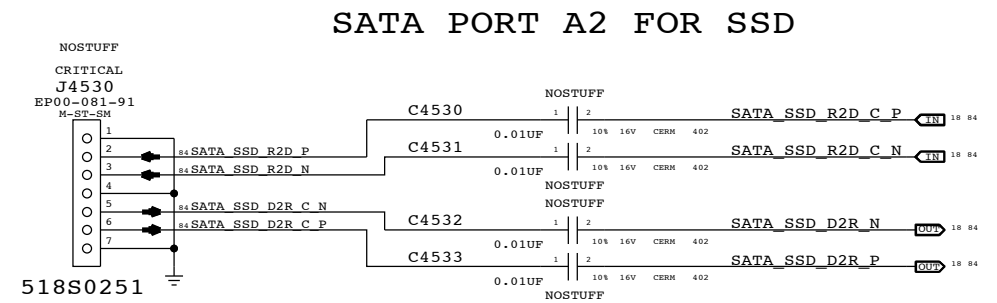 SATA PORT A2 FOR SSD
NOSTUFF
CRITICAL
J4530
EP00-081-91
M-ST-SM
1
2
3
4
5
6
7
518S0251
84 SATA_SSD_R2D_P
84 SATA_SSD_R2D_N
84 SATA_SSD_D2R_C_N
84 SATA_SSD_D2R_C_P
NOSTUFF
C4530 1 2 SATA_SSD_R2D_C_P IN 18 84
0.01UF 10% 16V CERM 402
C4531 1 2 SATA_SSD_R2D_C_N IN 18 84
0.01UF 10% 16V CERM 402
NOSTUFF
NOSTUFF
C4532 1 2 SATA_SSD_D2R_N OUT 18 84
0.01UF 10% 16V CERM 402
C4533 1 2 SATA_SSD_D2R_P OUT 18 84
0.01UF 10% 16V CERM 402
NOSTUFF